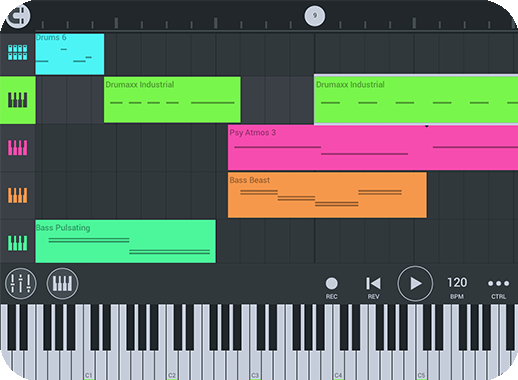 9
Drums 6
Drumaxx Industrial
Drumaxx Industrial
Psy Atmos 3
Bass Beast
Bass Pulsating
REC
REV
120
BPM
CTRL
C1
C2
C3
C4
C5